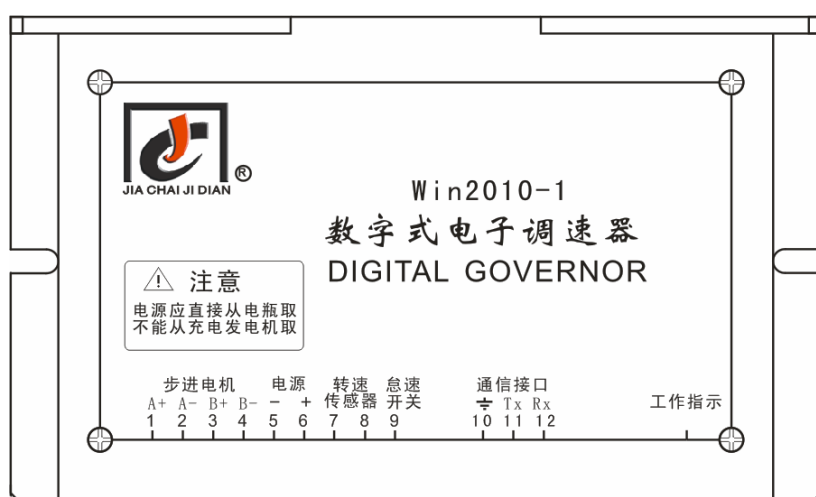 JIA CHAI JI DIAN ®
Win2010-1
数字式电子调速器
DIGITAL GOVERNOR
注意
电源应直接从电瓶取
不能从充电发电机取
步进电机 电源 转速 怠速 通信接口
A+ A- B+ B- - + 传感器 开关 Tx Rx 工作指示
1 2 3 4 5 6 7 8 9 10 11 12